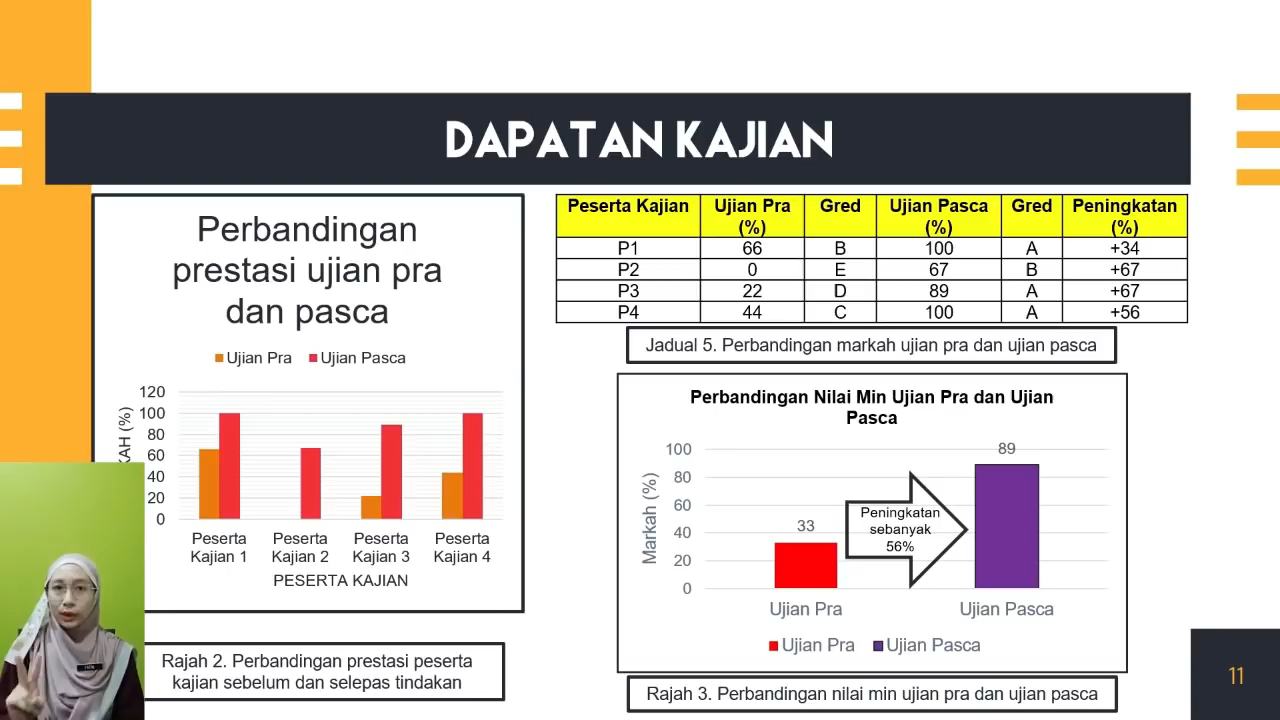 DAPATAN KAJIAN
Perbandingan
prestasi ujian pra
dan pasca
Ujian Pra Ujian Pasca
120
100
80
60
40
20
0
KAH (%)
Peserta Kajian 1
Peserta Kajian 2
Peserta Kajian 3
Peserta Kajian 4
PESERTA KAJIAN
Rajah 2. Perbandingan prestasi peserta
kajian sebelum dan selepas tindakan
Peserta Kajian Ujian Pra (%) Gred Ujian Pasca (%) Gred Peningkatan (%)
P1 66 B 100 A +34
P2 0 E 67 B +67
P3 22 D 89 A +67
P4 44 C 100 A +56
Jadual 5. Perbandingan markah ujian pra dan ujian pasca
Perbandingan Nilai Min Ujian Pra dan Ujian
Pasca
100
80
60
40
20
0
Markah (%)
33
89
Peningkatan
sebanyak
56%
Ujian Pra Ujian Pasca
Ujian Pra Ujian Pasca
Rajah 3. Perbandingan nilai min ujian pra dan ujian pasca
11